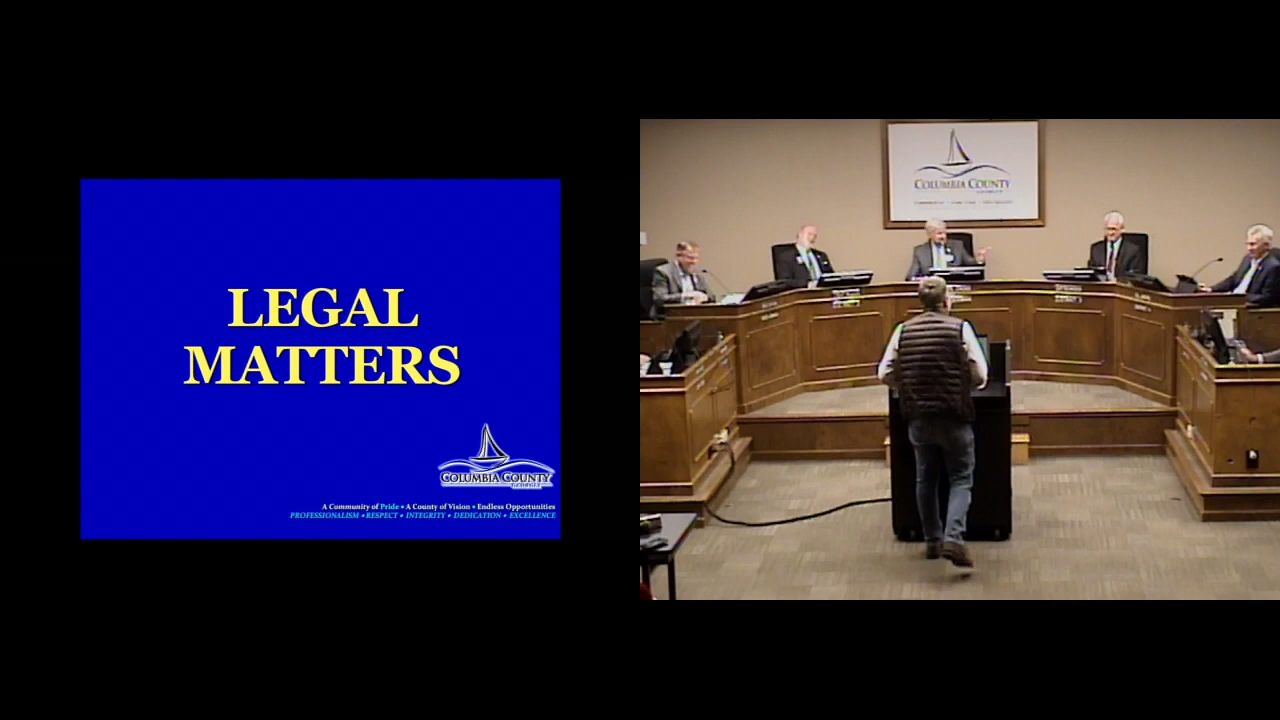 LEGAL
MATTERS
COLUMBIA COUNTY
GEORGIA
A Community of Pride • A County of Vision • Endless Opportunities
PROFESSIONALISM • RESPECT • INTEGRITY • DEDICATION • EXCELLENCE
COLUMBIA COUNTY